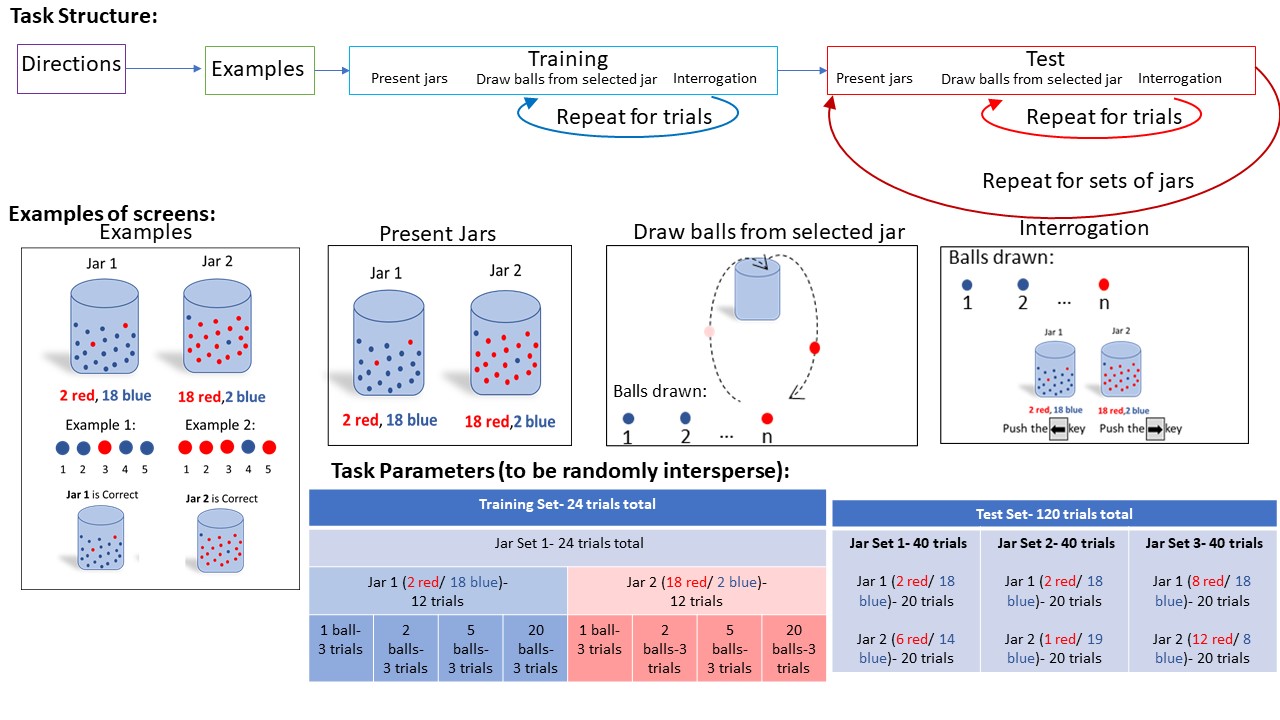 Task Structure:
Directions
Examples
Training
Present jars
Draw balls from selected jar
Interrogation
Repeat for trials
Test
Present jars
Draw balls from selected jar
Interrogation
Repeat for trials
Repeat for sets of jars
Examples of screens:
Examples
Jar 1
Jar 2
2 red, 18 blue
18 red,2 blue
Example 1:
Example 2:
1 2 3 4 5
1 2 3 4 5
Jar 1 is Correct
Jar 2 is Correct
Present Jars
Jar 1
Jar 2
2 red, 18 blue
18 red,2 blue
Draw balls from selected jar
Balls drawn:
1 2 ... n
Interrogation
Balls drawn:
1 2 ... n
Jar 1
Jar 2
2 red, 18 blue
18 red,2 blue
Push the key
Push the key
Task Parameters (to be randomly intersperse):
Training Set- 24 trials total
Jar Set 1- 24 trials total
Jar 1 (2 red/ 18 blue)-
12 trials
Jar 2 (18 red/ 2 blue)-
12 trials
1 ball-
3 trials
2
balls-
3 trials
5
balls-
3 trials
20
balls-
3 trials
1 ball-
3 trials
2
balls-3
trials
5
balls-
3 trials
20
balls-3
trials
Test Set- 120 trials total
Jar Set 1- 40 trials
Jar 1 (2 red/ 18
blue)- 20 trials
Jar 2 (6 red/ 14
blue)- 20 trials
Jar Set 2- 40 trials
Jar 1 (2 red/ 18
blue)- 20 trials
Jar 2 (1 red/ 19
blue)- 20 trials
Jar Set 3- 40 trials
Jar 1 (8 red/ 18
blue)- 20 trials
Jar 2 (12 red/ 8
blue)- 20 trials